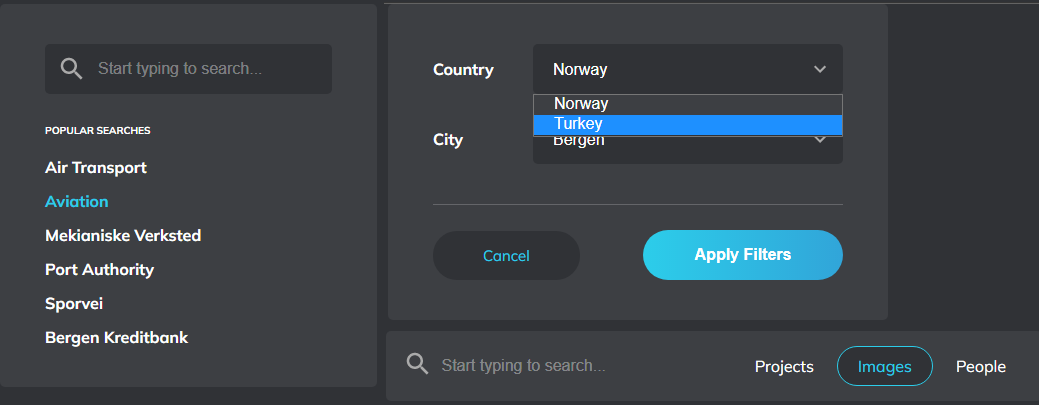 Start typing to search...
POPULAR SEARCHES
Air Transport
Aviation
Mekianiske Verksted
Port Authority
Sporvei
Bergen Kreditbank
Country
Norway
Norway
Turkey
City
Bergen
Cancel
Apply Filters
Start typing to search...
Projects
Images
People